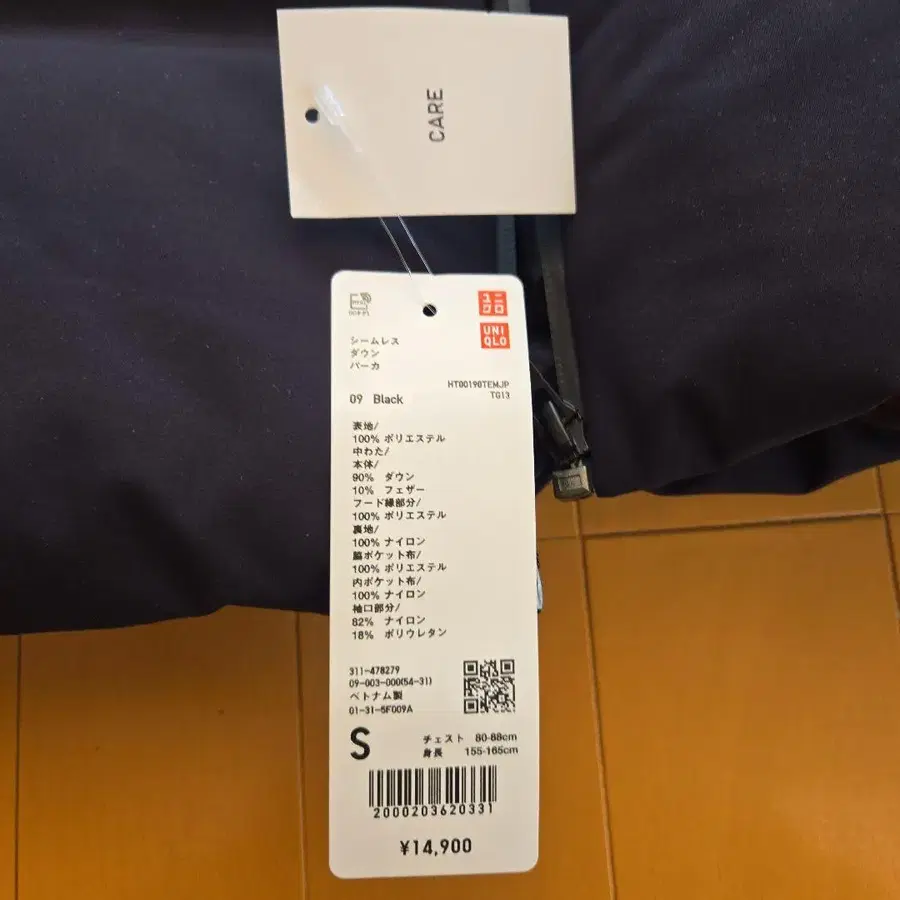 CARE
ユニ
クロ
UNI
QLO
シームレス
ダウン
パーカ
HT00190TEMJP
TG13
09 Black
表地/
100% ポリエステル
中わた/
本体/
90% ダウン
10% フェザー
フード縁部分/
100% ポリエステル
裏地/
100% ナイロン
脇ポケット布/
100% ポリエステル
内ポケット布/
100% ナイロン
袖口部分/
82% ナイロン
18% ポリウレタン
311-478279
09-003-000(54-31)
ベトナム製
01-31-5F009A
S
チェスト 80-88cm
身長 155-165cm
2000203620331
¥14,900